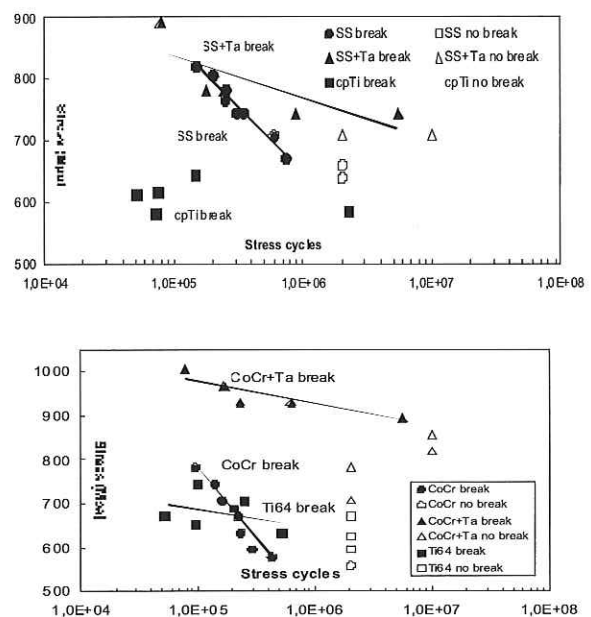 900
SS+Ta break
SS break
SS no break
SS+Ta break
SS+Ta no break
cpTi break
cpTi no break
800
700
SS break
600
cpTi break
Stress cycles
500
1,0E+04 1,0E+05 1,0E+06 1,0E+07 1,0E+08
1000
CoCr+Ta break
900
800
CoCr break
700
Ti64 break
CoCr break
CoCr no break
CoCr+Ta break
CoCr+Ta no break
Ti64 break
Ti64 no break
600
Stress cycles
500
1,0E+04 1,0E+05 1,0E+06 1,0E+07 1,0E+08